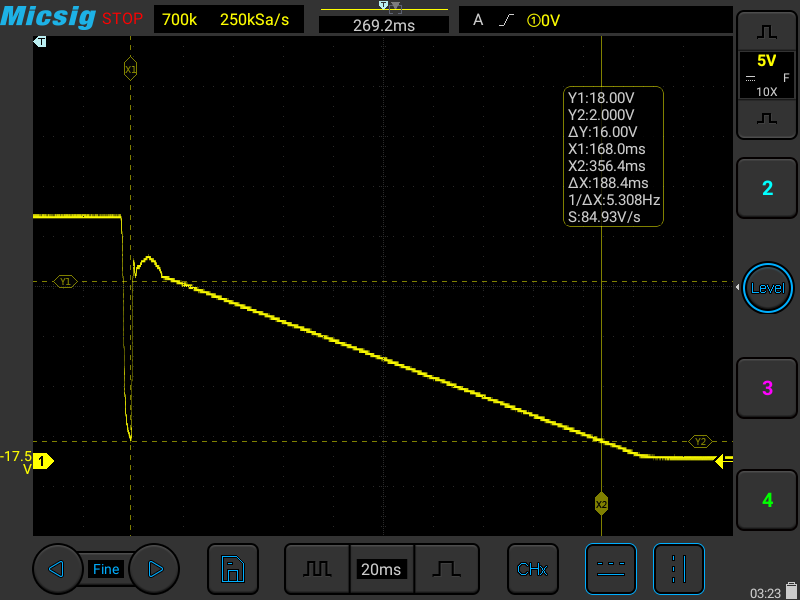 Micsig STOP 700k 250kSa/s T 269.2ms A ①0V
T
X1
5V
F
10X
Y1:18.00V
Y2:2.000V
ΔY:16.00V
X1:168.0ms
X2:356.4ms
ΔX:188.4ms
1/ΔX:5.308Hz
S:84.93V/s
2
Y1
Level
3
Y2
-17.5
V
1
X2
4
Fine
20ms
CHx
03:23